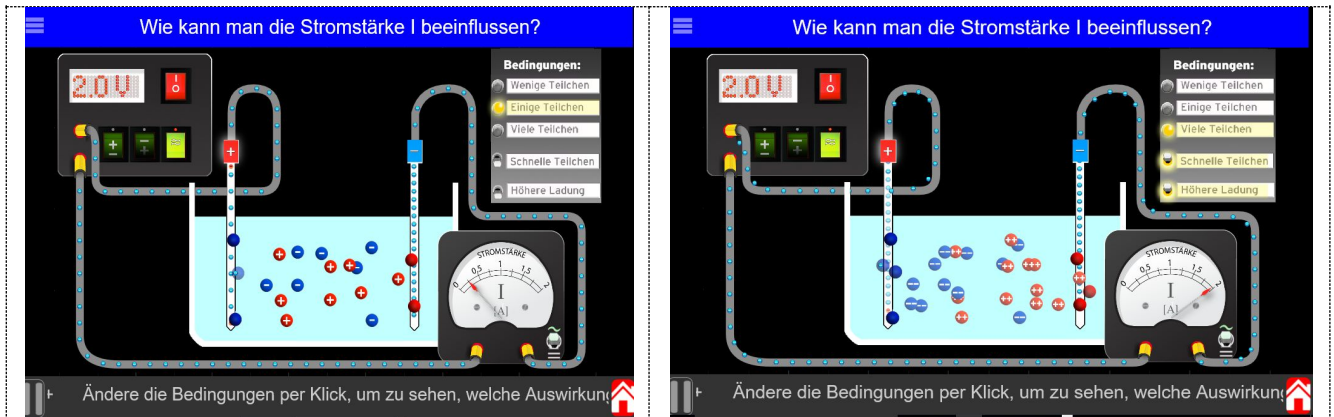 Wie kann man die Stromstärke I beeinflussen?
2.0V
I
O
Bedingungen:
Wenige Teilchen
Einige Teilchen
Viele Teilchen
Schnelle Teilchen
Höhere Ladung
STROMSTÄRKE
0 0,5 1 1,5 2
I
[A]
Ändere die Bedingungen per Klick, um zu sehen, welche Auswirkung
Wie kann man die Stromstärke I beeinflussen?
2.0V
I
O
Bedingungen:
Wenige Teilchen
Einige Teilchen
Viele Teilchen
Schnelle Teilchen
Höhere Ladung
STROMSTÄRKE
0 0,5 1 1,5 2
I
[A]
Ändere die Bedingungen per Klick, um zu sehen, welche Auswirkung